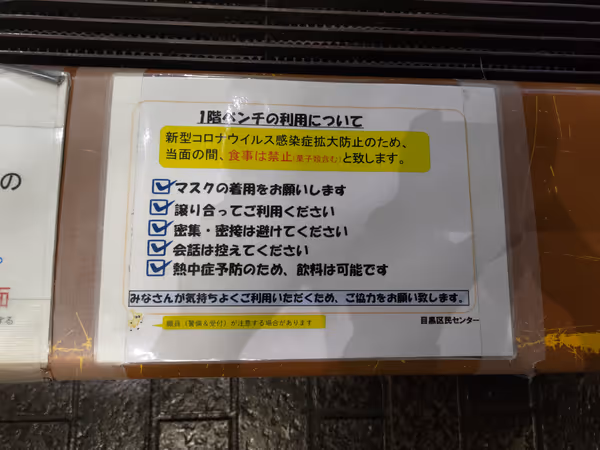 1階ベンチの利用について
新型コロナウイルス感染症拡大防止のため、
当面の間、食事は禁止(菓子類含む)と致します。
マスクの着用をお願いします
譲り合ってご利用ください
密集・密接は避けてください
会話は控えてください
熱中症予防のため、飲料は可能です
みなさんが気持ちよくご利用いただくため、ご協力をお願い致します。
職員(警備&受付)が注意する場合があります
目黒区民センター
の
。
する